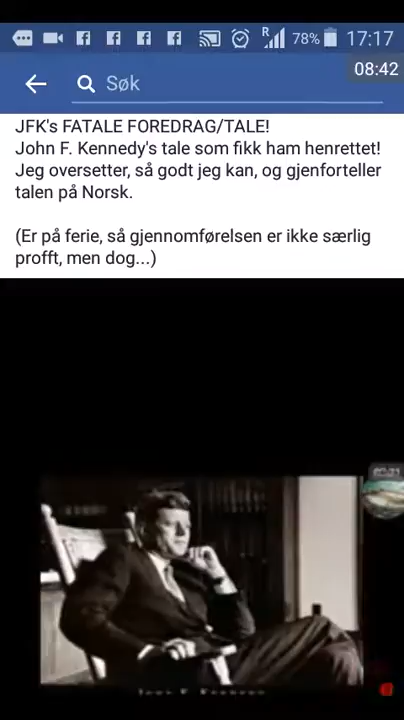 R 78% 17:17
08:42
Søk
JFK's FATALE FOREDRAG/TALE!
John F. Kennedy's tale som fikk ham henrettet!
Jeg oversetter, så godt jeg kan, og gjenforteller
talen på Norsk.
(Er på ferie, så gjennomførelsen er ikke særlig
profft, men dog...)